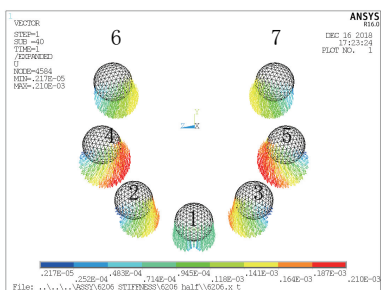 1
VECTOR
STEP=1
SUB =40
TIME=1
/EXPANDED
U
NODE=4584
MIN=.217E-05
MAX=.210E-03
ANSYS
R16.0
DEC 16 2018
17:23:24
PLOT NO. 1
6 7
Y
Z X
4 5
2 3
1
.217E-05 .483E-04 .945E-04 .141E-03 .187E-03
.252E-04 .714E-04 .118E-03 .164E-03 .210E-03
File: ..\..\..\ASSY\6206 STIFFNESS\6206 half\\6206.x t